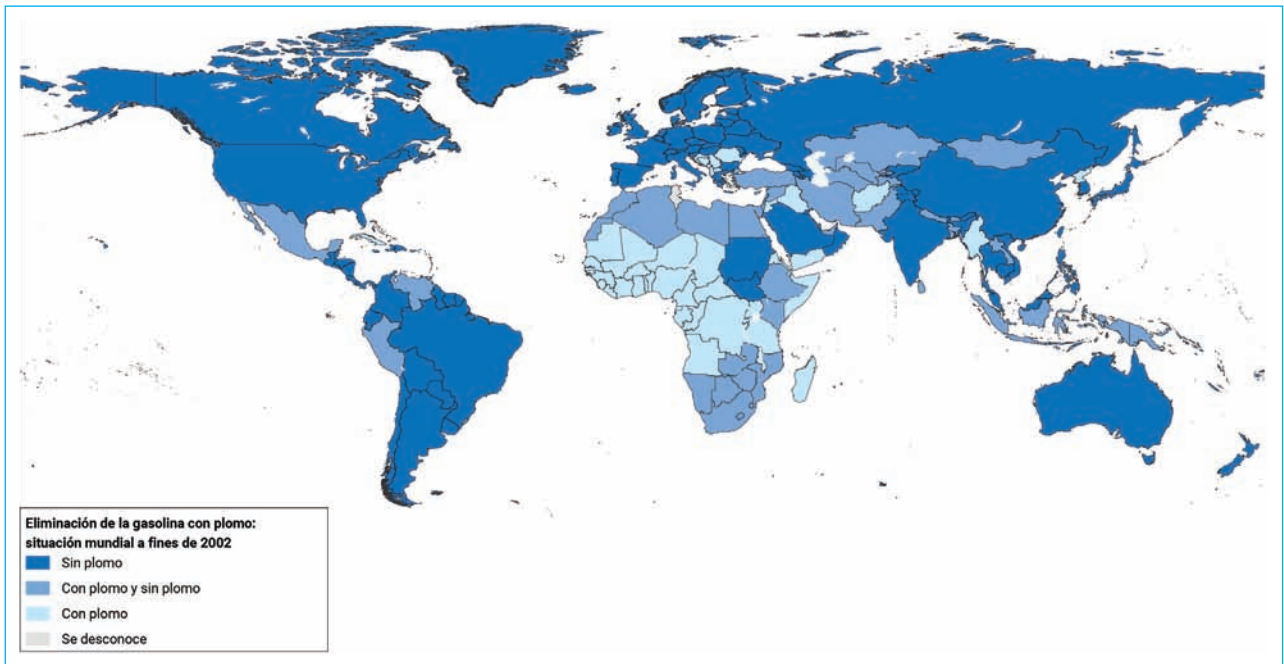 Eliminación de la gasolina con plomo:
situación mundial a fines de 2002
Sin plomo
Con plomo y sin plomo
Con plomo
Se desconoce